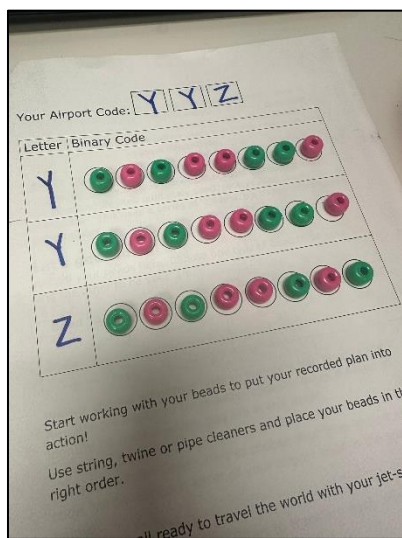 Your Airport Code: Y Y Z
Letter Binary Code
Y
Y
Z
Start working with your beads to put your recorded plan into
action!
Use string, twine or pipe cleaners and place your beads in
right order.
ready to travel the world with your